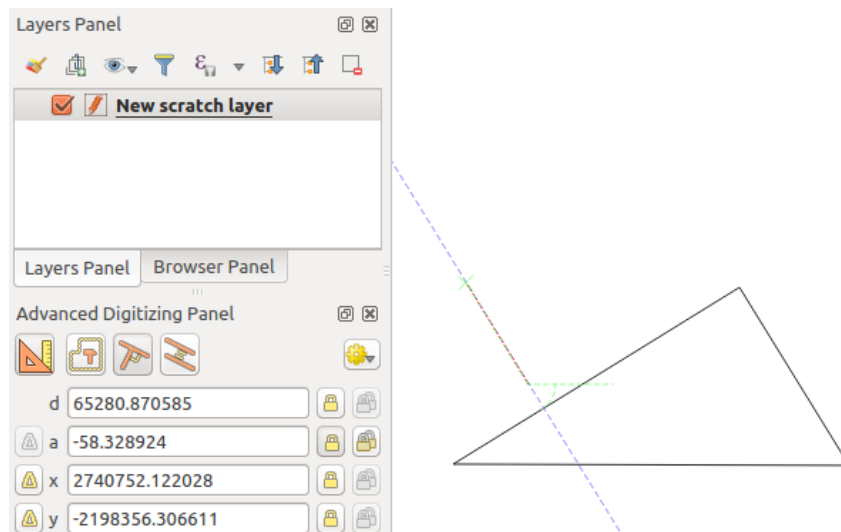 Layers Panel
New scratch layer
Layers Panel Browser Panel
Advanced Digitizing Panel
d 65280.870585
a -58.328924
x 2740752.122028
y -2198356.306611